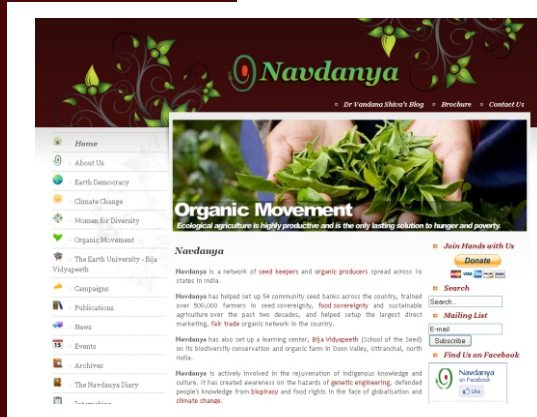 Navdanya
Dr Vandana Shiva's Blog
Brochure
Contact Us
Home
About Us
Earth Democracy
Climate Change
Women for Diversity
Organic Movement
The Earth University - Bija
Vidyapeeth
Campaigns
Publications
News
15
Events
Archives
The Navdanya Diary
Internships
Organic Movement
Ecological agriculture is highly productive and is the only lasting solution to hunger and poverty.
Navdanya
Navdanya is a network of seed keepers and organic producers spread across 16
states in India.
Navdanya has helped set up 54 community seed banks across the country, trained
over 500,000 farmers in seed sovereignty, food sovereignty and sustainable
agriculture over the past two decades, and helped setup the largest direct
marketing, fair trade organic network in the country.
Navdanya has also set up a learning center, Bija Vidyapeeth (School of the Seed)
on its biodiversity conservation and organic farm in Doon Valley, Uttranchal, north
India.
Navdanya is actively involved in the rejuvenation of indigenous knowledge and
culture. It has created awareness on the hazards of genetic engineering, defended
people's knowledge from biopiracy and food rights in the face of globalisation and
climate change.
Join Hands with Us
Donate
VISA
Search
Search..
Mailing List
E-mail
Subscribe
Find Us on Facebook
Navdanya
on Facebook
Like